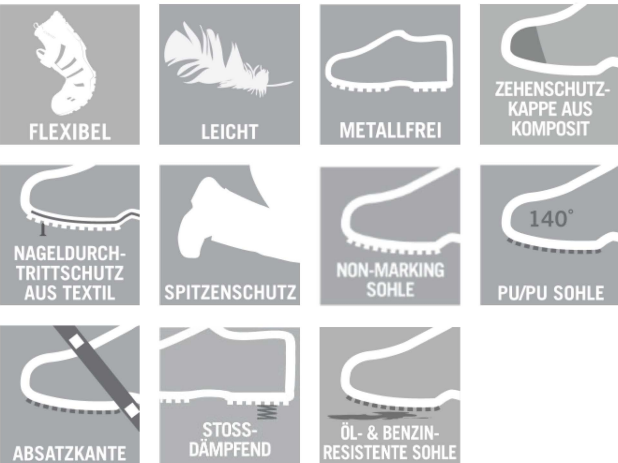 FLEXIBEL
LEICHT
METALLFREI
ZEHENSCHUTZ-
KAPPE AUS
KOMPOSIT
NAGELDURCH-
TRITTSCHUTZ
AUS TEXTIL
SPITZENSCHUTZ
NON-MARKING
SOHLE
140°
PU/PU SOHLE
ABSATZKANTE
STOSS-
DÄMPFEND
ÖL- & BENZIN-
RESISTENTE SOHLE